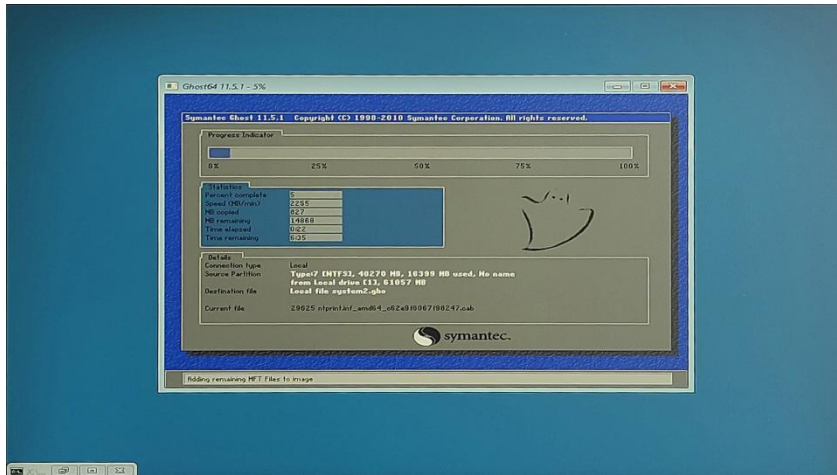 Ghost64 11.5.1 - 5%
Symantec Ghost 11.5.1 Copyright (C) 1998-2010 Symantec Corporation. All rights reserved.
Progress Indicator
0% 25% 50% 75% 100%
Statistics
Percent complete 5
Speed (MB/min) 2255
MB copied 827
MB remaining 14868
Time elapsed 0:22
Time remaining 6:35
Details
Connection type Local
Source Partition Type:7 [NTFS], 40270 MB, 16399 MB used, No name
from Local drive [1], 61057 MB
Destination file Local file system2.gho
Current file 29825 ntprint.inf_amd64_c62e9f8067f98247.cab
symantec.
Adding remaining MFT Files to image